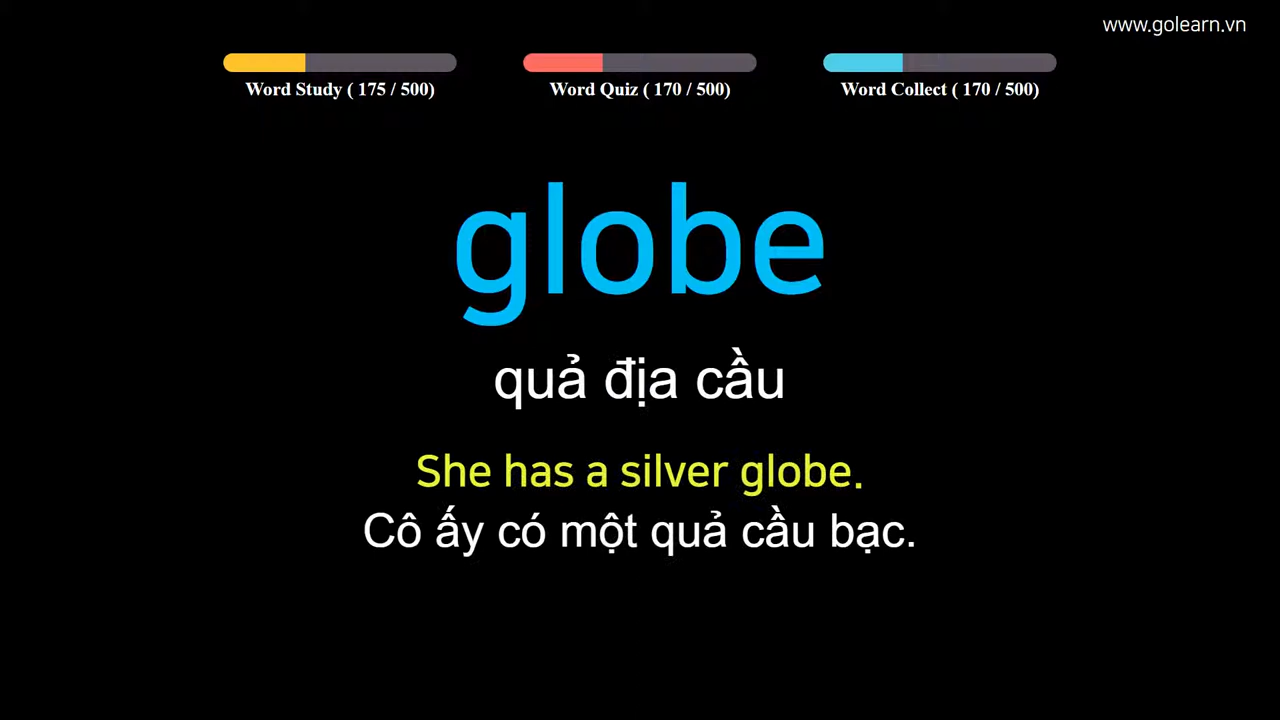 www.golearn.vn
Word Study ( 175 / 500) Word Quiz ( 170 / 500) Word Collect ( 170 / 500)
globe
quả địa cầu
She has a silver globe.
Cô ấy có một quả cầu bạc.